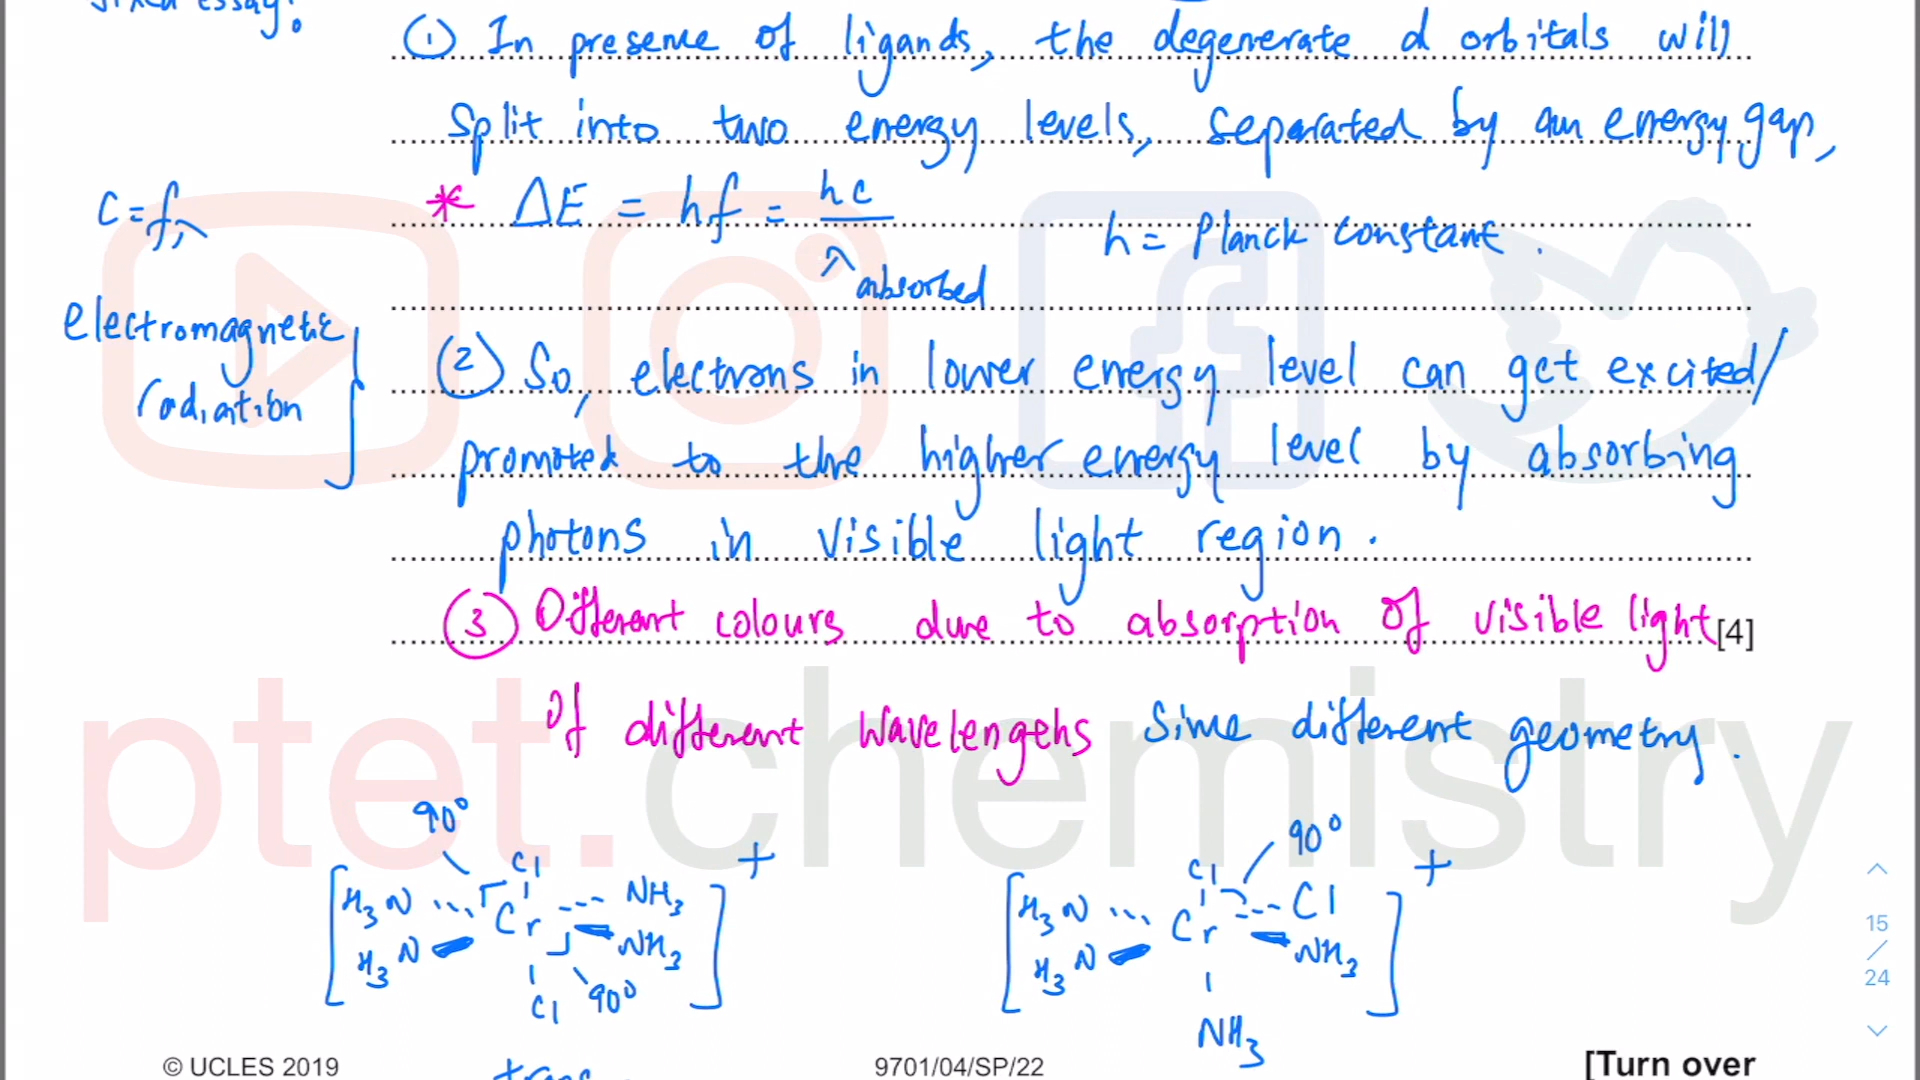 fixed essay:
① In presence of ligands, the degenerate d orbitals will
split into two energy levels, separated by an energy gap,
c = fλ
* ΔE = hf = hc/λ
absorbed
h = Planck constant.
electromagnetic
radiation
② So, electrons in lower energy level can get excited/
promoted to the higher energy level by absorbing
photons in visible light region.
③ Different colours due to absorption of visible light [4]
of different wavelengths since different geometry.
ptet.chemistry
90°
90°
[ Cl ]+
H3N Cr NH3
H3N NH3
Cl 90°
[ Cl ]+
H3N Cr Cl
H3N NH3
NH3
15
/
24
© UCLES 2019 9701/04/SP/22 [Turn over
trans